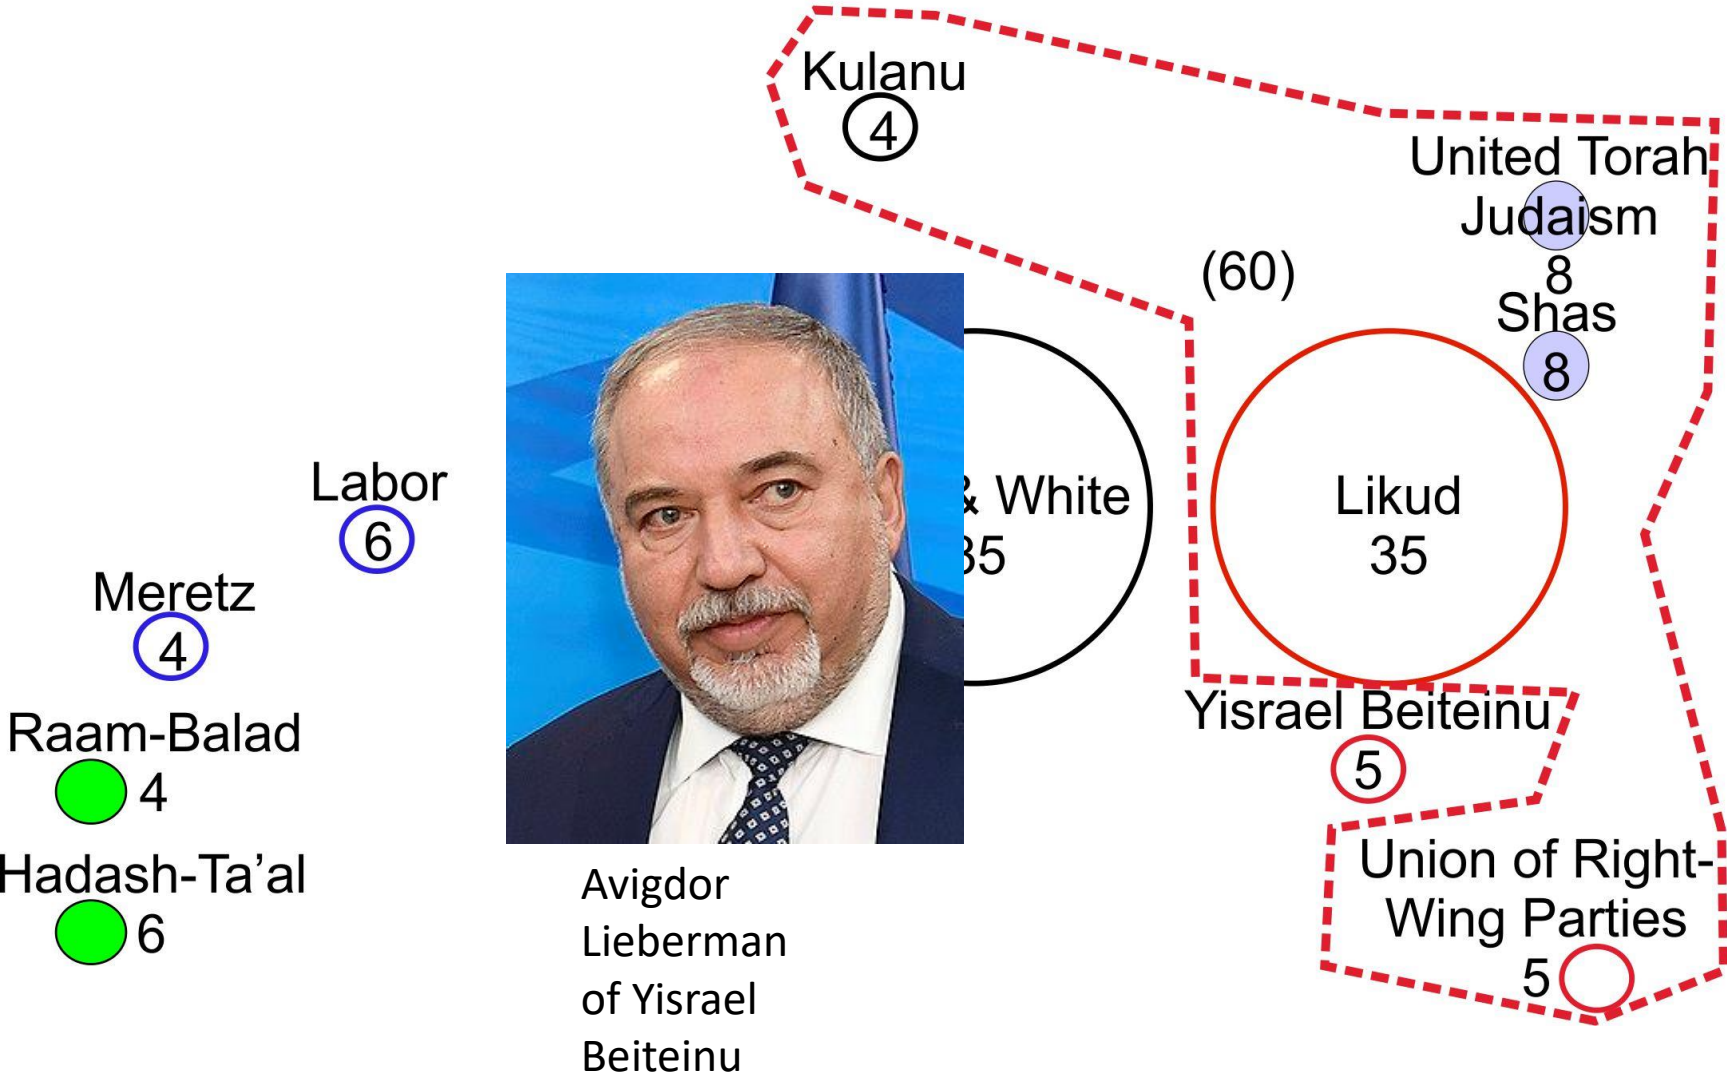 Kulanu
4
United Torah
Judaism
8
(60)
Shas
8
Labor
6
& White
35
Likud
35
Meretz
4
Yisrael Beiteinu
5
Raam-Balad
4
Hadash-Ta’al
6
Union of Right-
Wing Parties
5
Avigdor
Lieberman
of Yisrael
Beiteinu